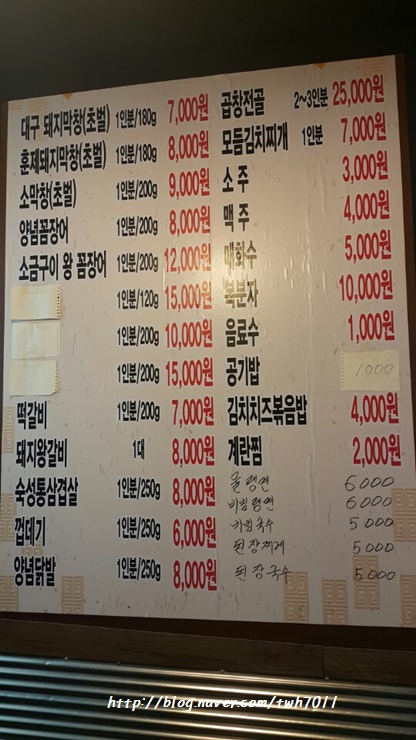 대구 돼지막창(초벌) 1인분/180g 7,000원
훈제돼지막창(초벌) 1인분/180g 8,000원
소막창(초벌) 1인분/200g 9,000원
양념꼼장어 1인분/200g 8,000원
소금구이 왕 꼼장어 1인분/200g 12,000원
1인분/120g 15,000원
1인분/200g 10,000원
1인분/200g 15,000원
떡갈비 1인분/200g 7,000원
돼지왕갈비 1대 8,000원
숙성통삼겹살 1인분/250g 8,000원
껍데기 1인분/250g 6,000원
양념닭발 1인분/250g 8,000원
곱창전골 2~3인분 25,000원
모듬김치찌개 1인분 7,000원
소주 3,000원
맥주 4,000원
매화수 5,000원
복분자 10,000원
음료수 1,000원
공기밥 1000
김치치즈볶음밥 4,000원
계란찜 2,000원
물냉면 6000
비빔냉면 6000
비빔국수 5000
된장찌게 5000
된장국수 5000
http://blog.naver.com/twh7011